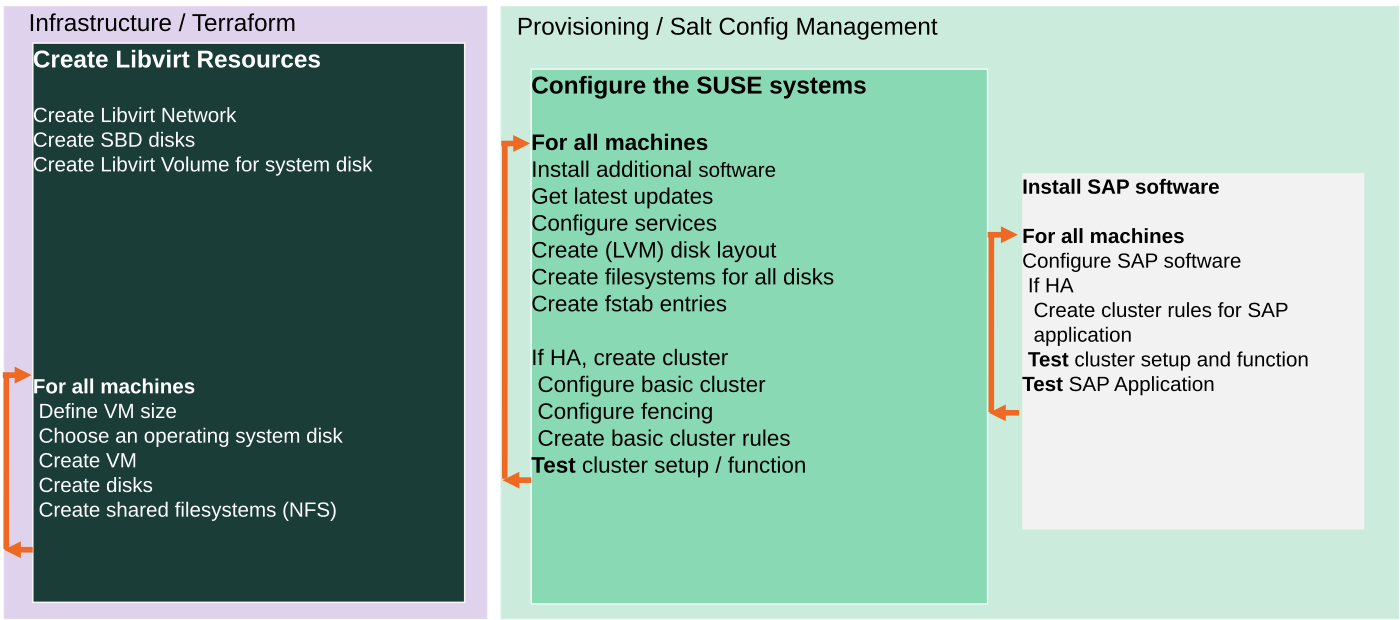 Infrastructure / Terraform
Create Libvirt Resources
Create Libvirt Network
Create SBD disks
Create Libvirt Volume for system disk
For all machines
Define VM size
Choose an operating system disk
Create VM
Create disks
Create shared filesystems (NFS)
Provisioning / Salt Config Management
Configure the SUSE systems
For all machines
Install additional software
Get latest updates
Configure services
Create (LVM) disk layout
Create filesystems for all disks
Create fstab entries
If HA, create cluster
Configure basic cluster
Configure fencing
Create basic cluster rules
Test cluster setup / function
Install SAP software
For all machines
Configure SAP software
If HA
Create cluster rules for SAP
application
Test cluster setup and function
Test SAP Application